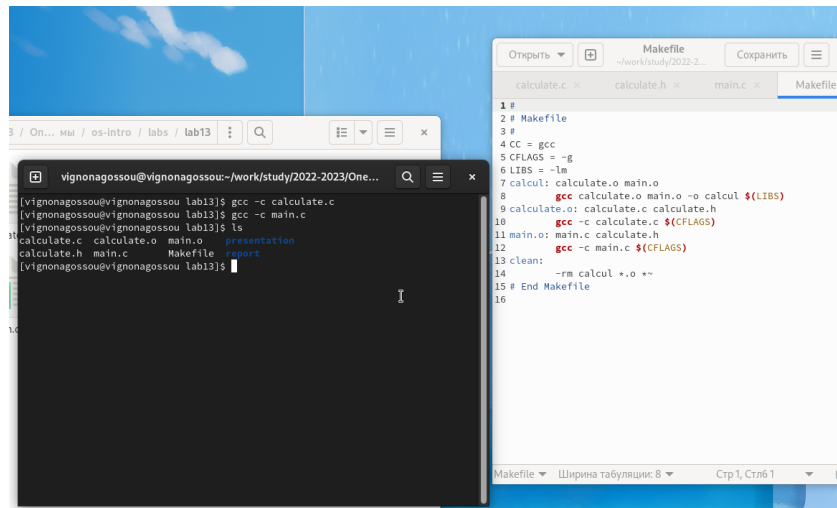 / Оп... мы / os-intro / labs / lab13
vignonagossou@vignonagossou:~/work/study/2022-2023/Опе...
[vignonagossou@vignonagossou lab13]$ gcc -c calculate.c
[vignonagossou@vignonagossou lab13]$ gcc -c main.c
[vignonagossou@vignonagossou lab13]$ ls
calculate.c calculate.o main.o presentation
calculate.h main.c Makefile report
[vignonagossou@vignonagossou lab13]$
Открыть Makefile Сохранить
~/work/study/2022-2...
calculate.c calculate.h main.c Makefile
1 #
2 # Makefile
3 #
4 CC = gcc
5 CFLAGS = -g
6 LIBS = -lm
7 calcul: calculate.o main.o
8 gcc calculate.o main.o -o calcul $(LIBS)
9 calculate.o: calculate.c calculate.h
10 gcc -c calculate.c $(CFLAGS)
11 main.o: main.c calculate.h
12 gcc -c main.c $(CFLAGS)
13 clean:
14 -rm calcul *.o *~
15 # End Makefile
16
Makefile Ширина табуляции: 8 Стр 1, Стлб 1